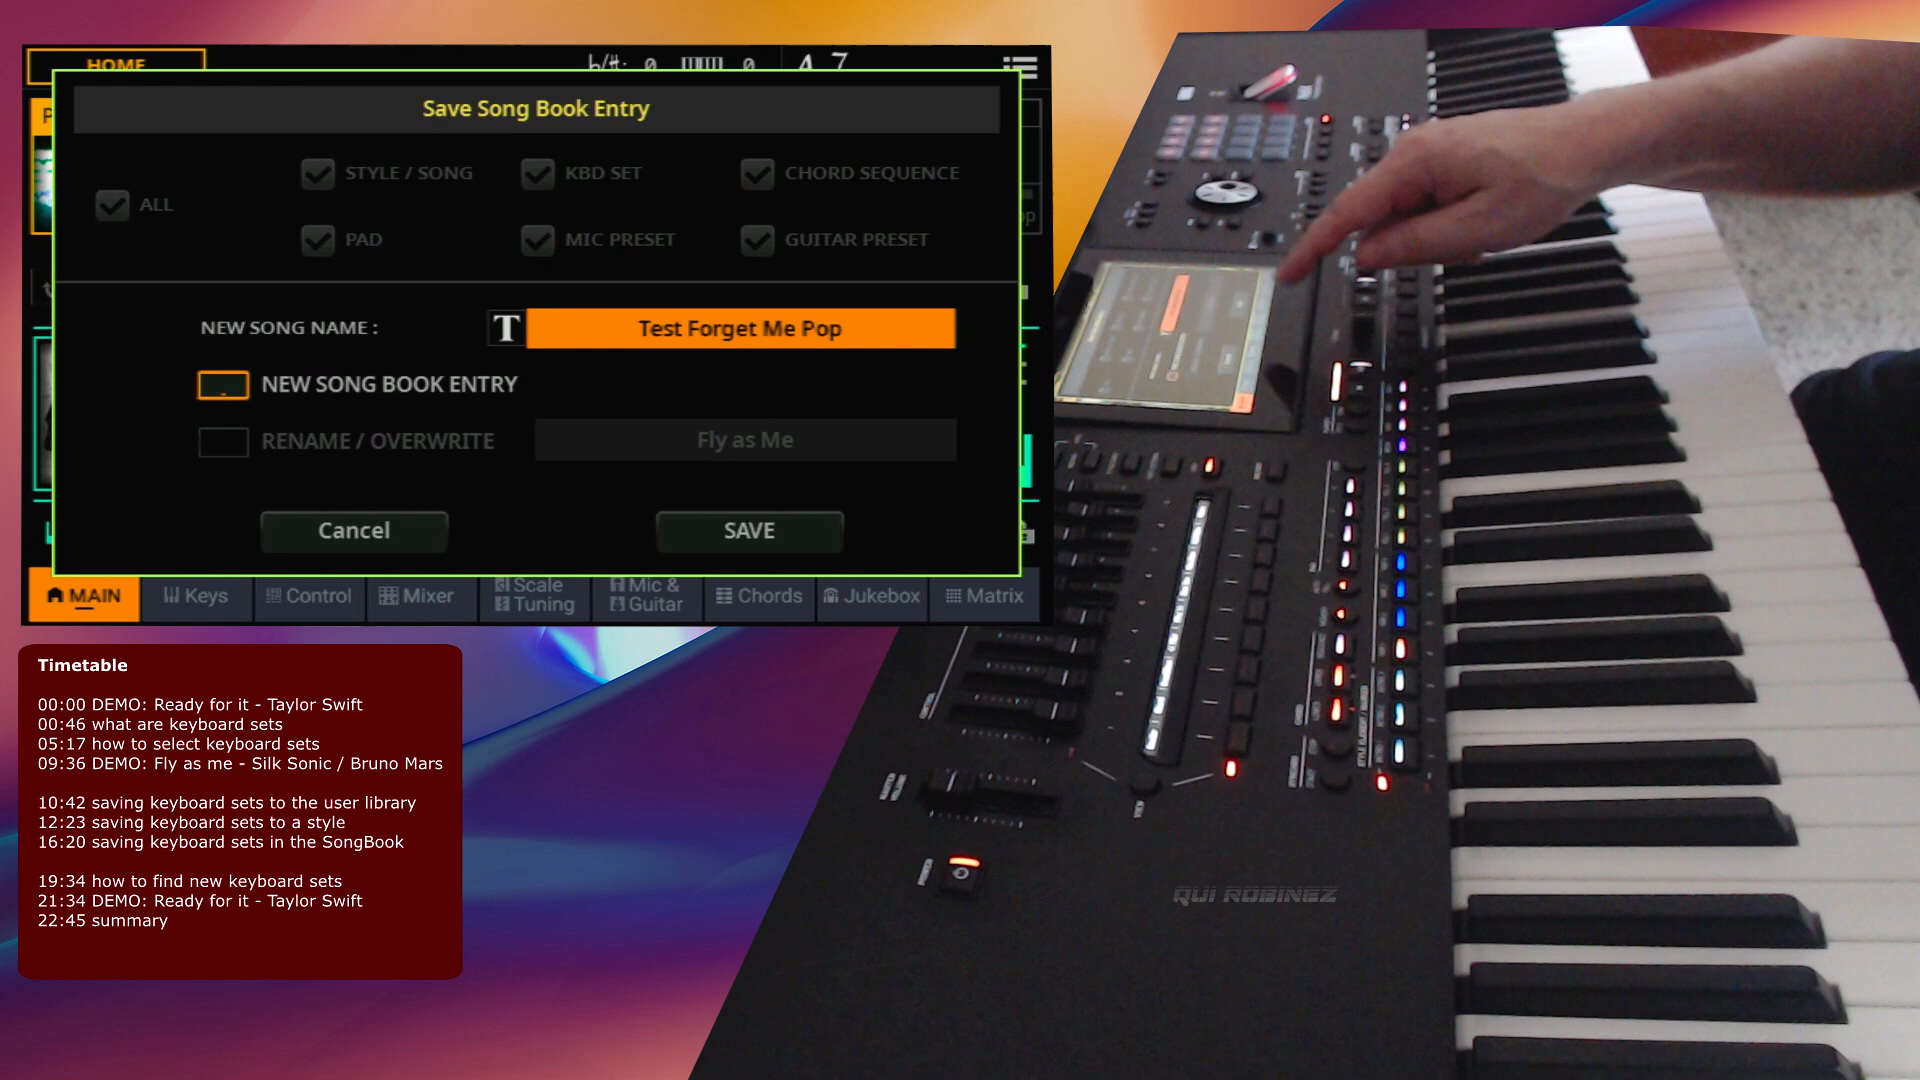 HOME
b/#: 0
0
Save Song Book Entry
ALL
STYLE / SONG
KBD SET
CHORD SEQUENCE
PAD
MIC PRESET
GUITAR PRESET
NEW SONG NAME :
T
Test Forget Me Pop
NEW SONG BOOK ENTRY
RENAME / OVERWRITE
Fly as Me
Cancel
SAVE
MAIN
Keys
Control
Mixer
Scale
Tuning
Mic &
Guitar
Chords
Jukebox
Matrix
Timetable
00:00 DEMO: Ready for it - Taylor Swift
00:46 what are keyboard sets
05:17 how to select keyboard sets
09:36 DEMO: Fly as me - Silk Sonic / Bruno Mars
10:42 saving keyboard sets to the user library
12:23 saving keyboard sets to a style
16:20 saving keyboard sets in the SongBook
19:34 how to find new keyboard sets
21:34 DEMO: Ready for it - Taylor Swift
22:45 summary
QUI ROBINEZ